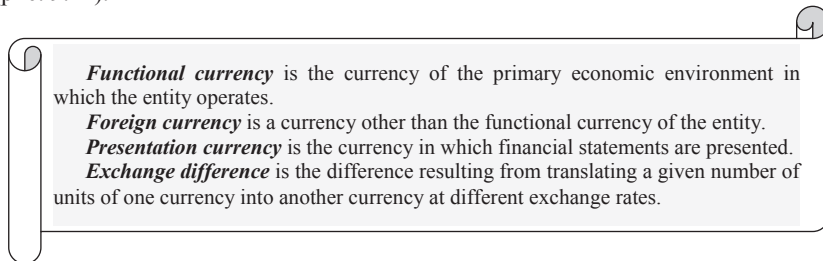 Functional currency is the currency of the primary economic environment in
which the entity operates.
Foreign currency is a currency other than the functional currency of the entity.
Presentation currency is the currency in which financial statements are presented.
Exchange difference is the difference resulting from translating a given number of
units of one currency into another currency at different exchange rates.